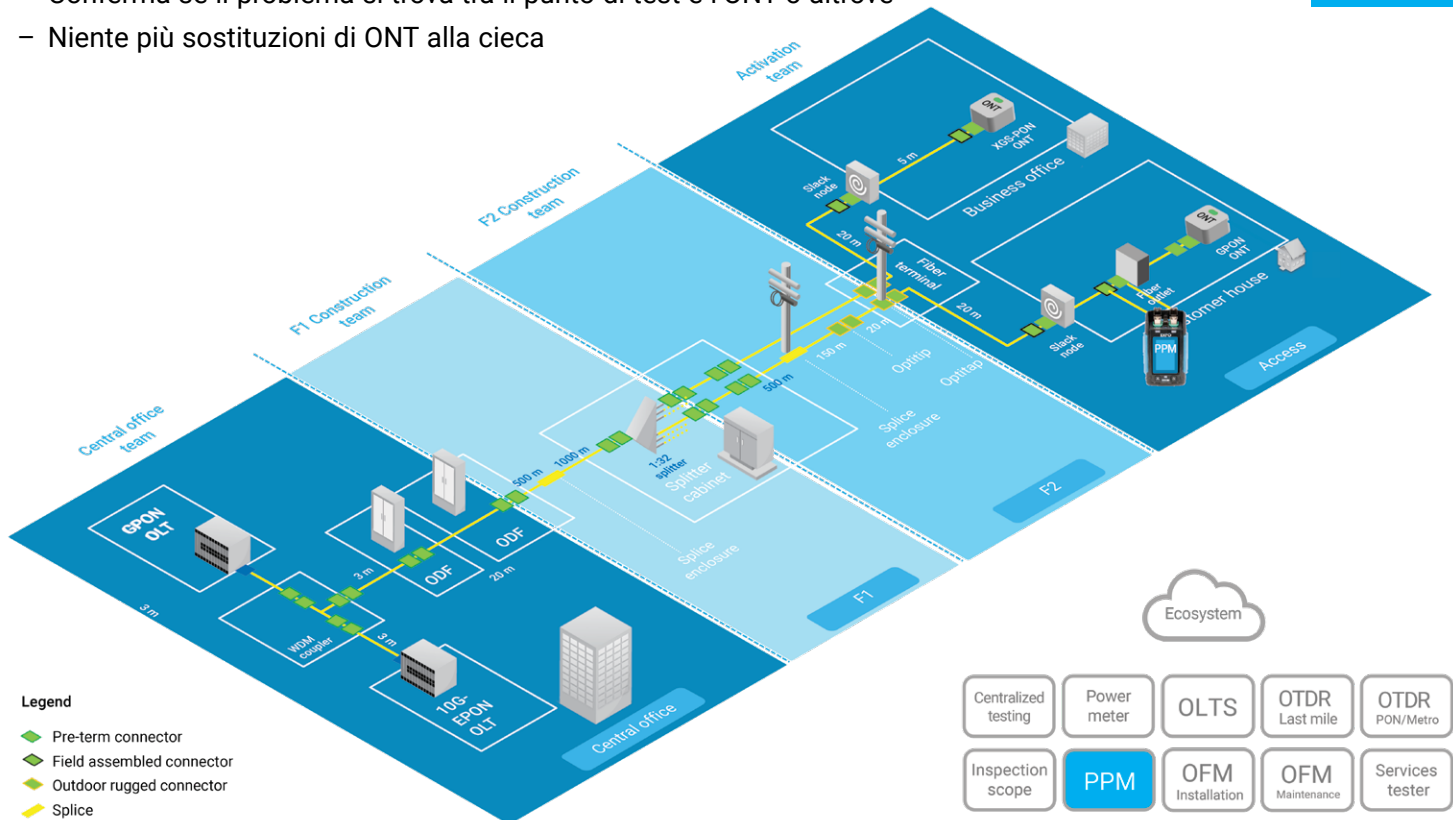 – Niente più sostituzioni di ONT alla cieca
Activation
team
ONT
XGS-PON
ONT
5 m
Slack
node
Business office
20 m
F2 Construction
team
ONT
GPON
ONT
Fiber
terminal
Fiber
outlet
20 m
Slack
node
PPM
Access
F1 Construction
team
20 m
150 m
Optitip
Optitap
500 m
Splice
enclosure
F2
Central office
team
1:32
splitter
Splitter
cabinet
1000 m
500 m
Splice
enclosure
F1
GPON
OLT
ODF
20 m
ODF
3 m
3 m
WDM
coupler
3 m
10G-
EPON
OLT
Central office
Ecosystem
Legend
Pre-term connector
Field assembled connector
Outdoor rugged connector
Splice
Centralized
testing
Power
meter
OLTS
OTDR
Last mile
OTDR
PON/Metro
Inspection
scope
PPM
OFM
Installation
OFM
Maintenance
Services
tester